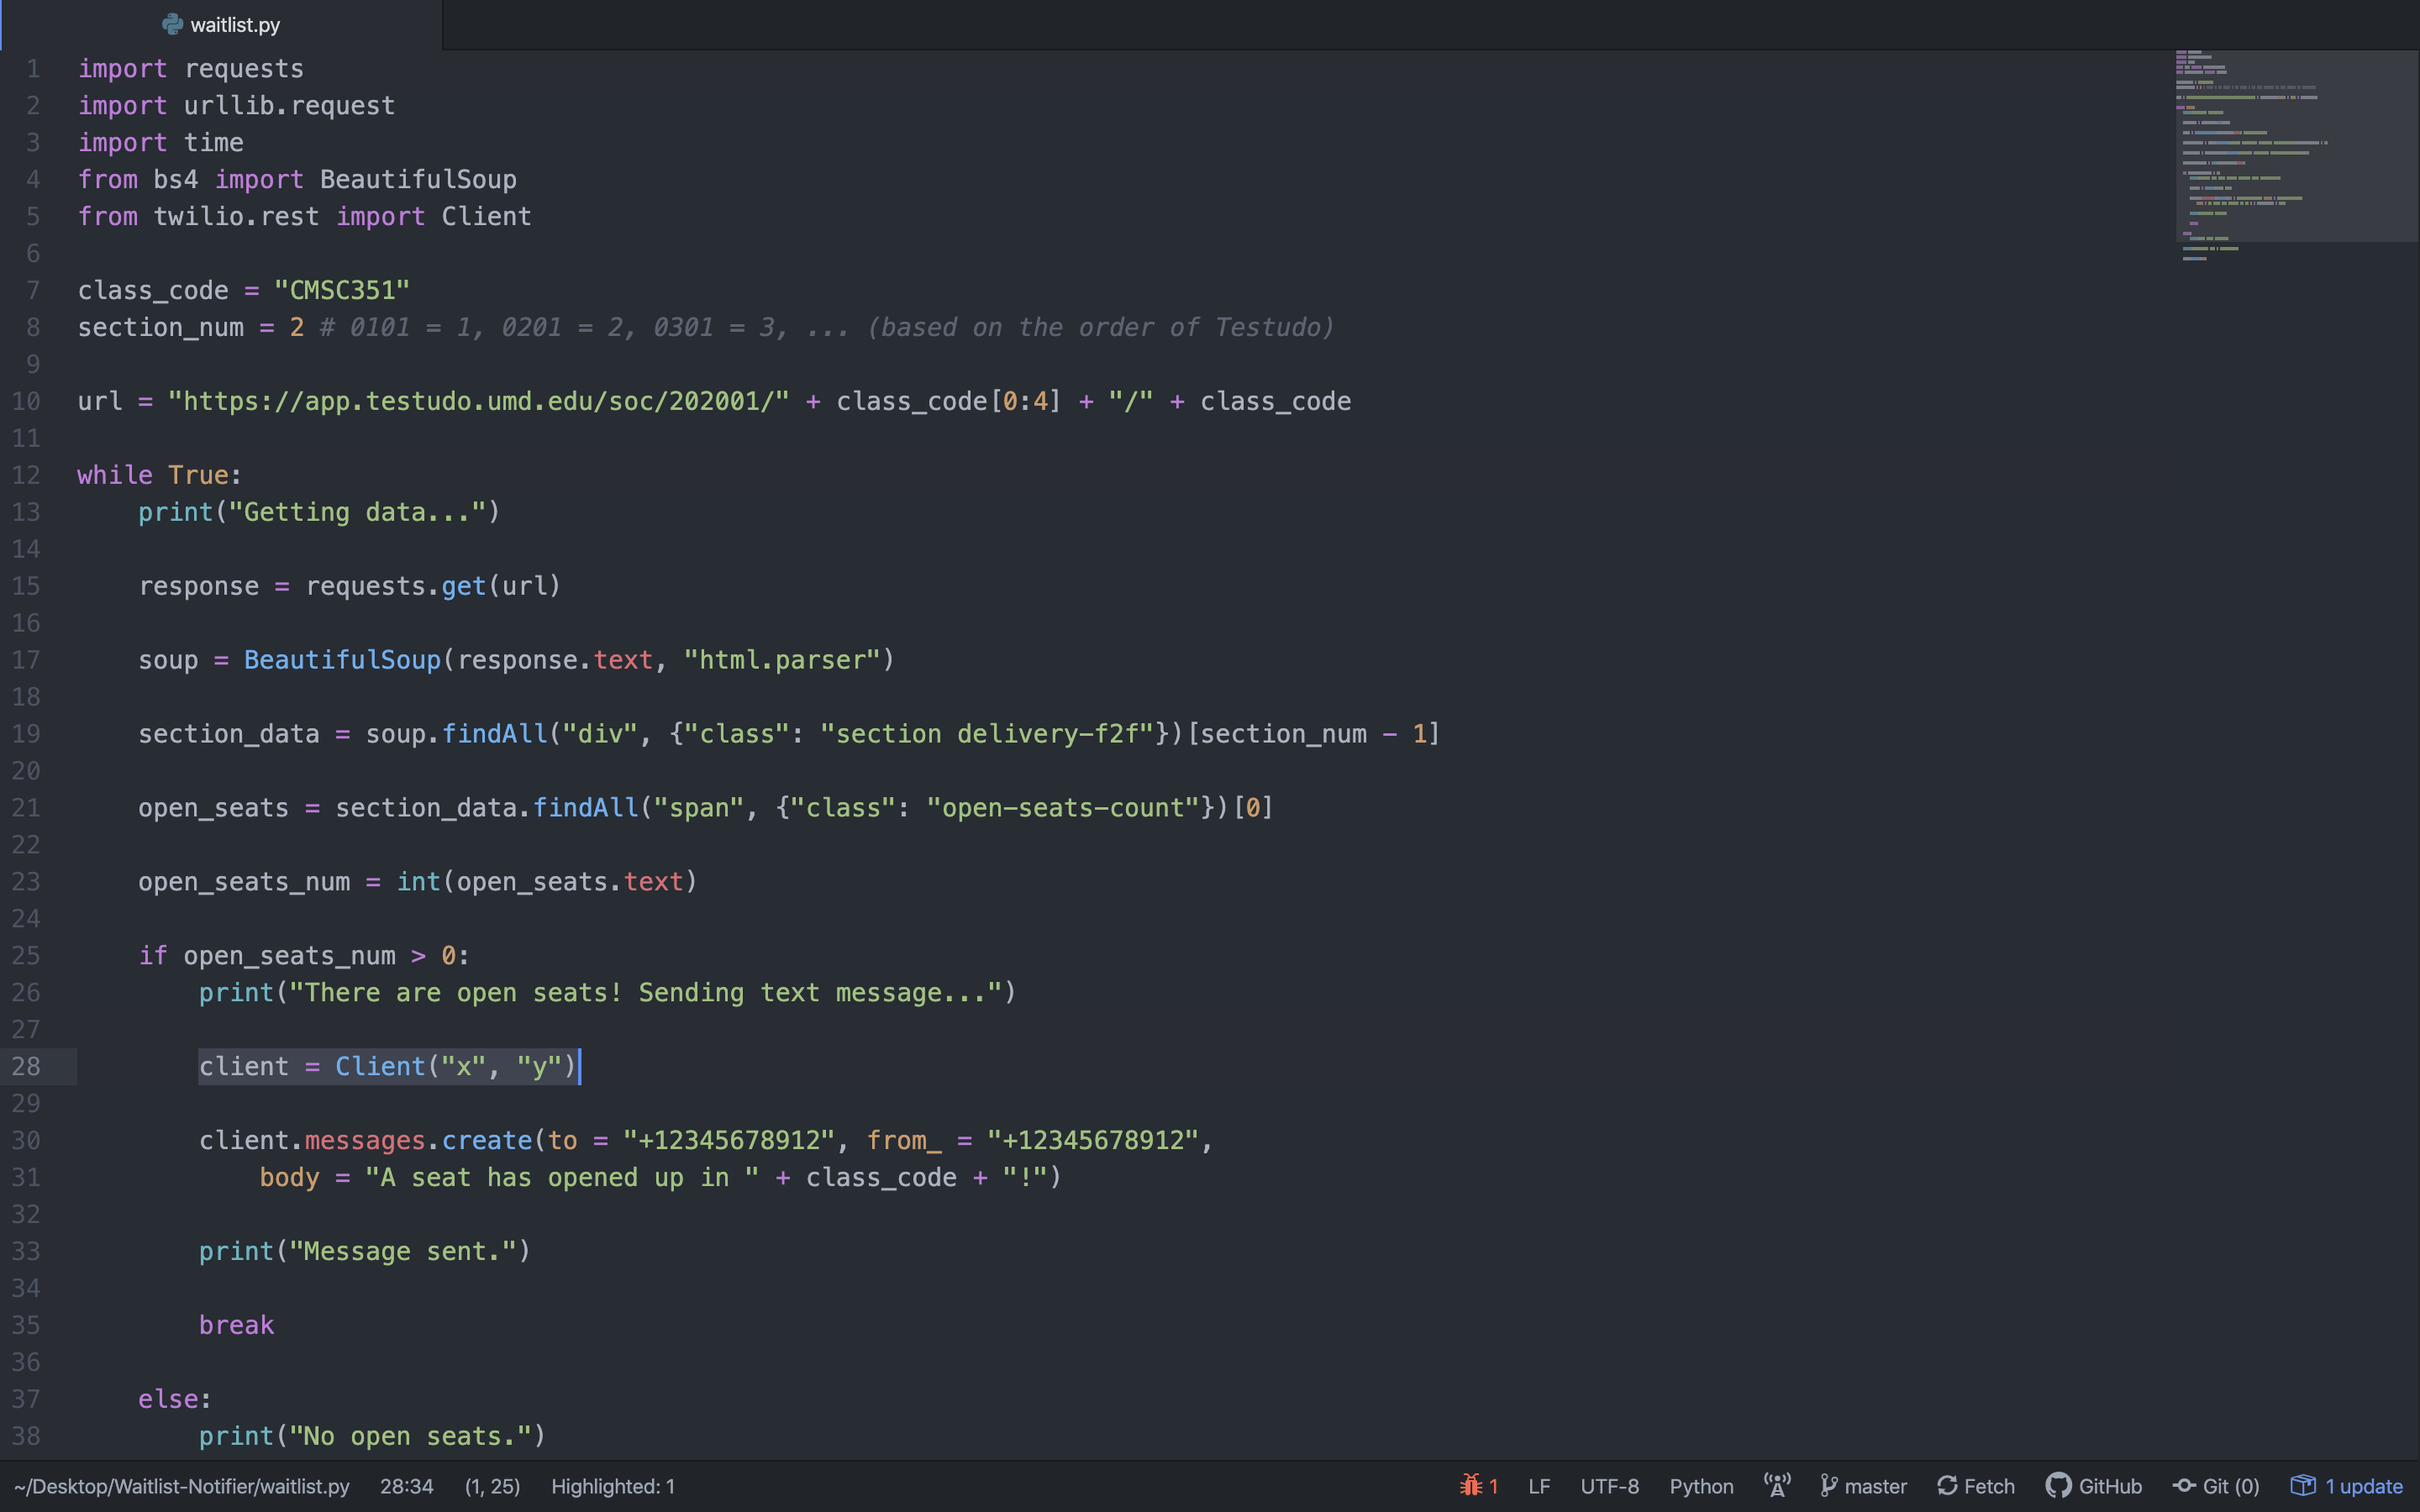 waitlist.py
1 import requests
2 import urllib.request
3 import time
4 from bs4 import BeautifulSoup
5 from twilio.rest import Client
6
7 class_code = "CMSC351"
8 section_num = 2 # 0101 = 1, 0201 = 2, 0301 = 3, ... (based on the order of Testudo)
9
10 url = "https://app.testudo.umd.edu/soc/202001/" + class_code[0:4] + "/" + class_code
11
12 while True:
13     print("Getting data...")
14
15     response = requests.get(url)
16
17     soup = BeautifulSoup(response.text, "html.parser")
18
19     section_data = soup.findAll("div", {"class": "section delivery-f2f"})[section_num - 1]
20
21     open_seats = section_data.findAll("span", {"class": "open-seats-count"})[0]
22
23     open_seats_num = int(open_seats.text)
24
25     if open_seats_num > 0:
26         print("There are open seats! Sending text message...")
27
28         client = Client("x", "y")
29
30         client.messages.create(to = "+12345678912", from_ = "+12345678912",
31             body = "A seat has opened up in " + class_code + "!")
32
33         print("Message sent.")
34
35         break
36
37     else:
38         print("No open seats.")
~/Desktop/Waitlist-Notifier/waitlist.py 28:34 (1, 25) Highlighted: 1 1 LF UTF-8 Python master Fetch GitHub Git (0) 1 update